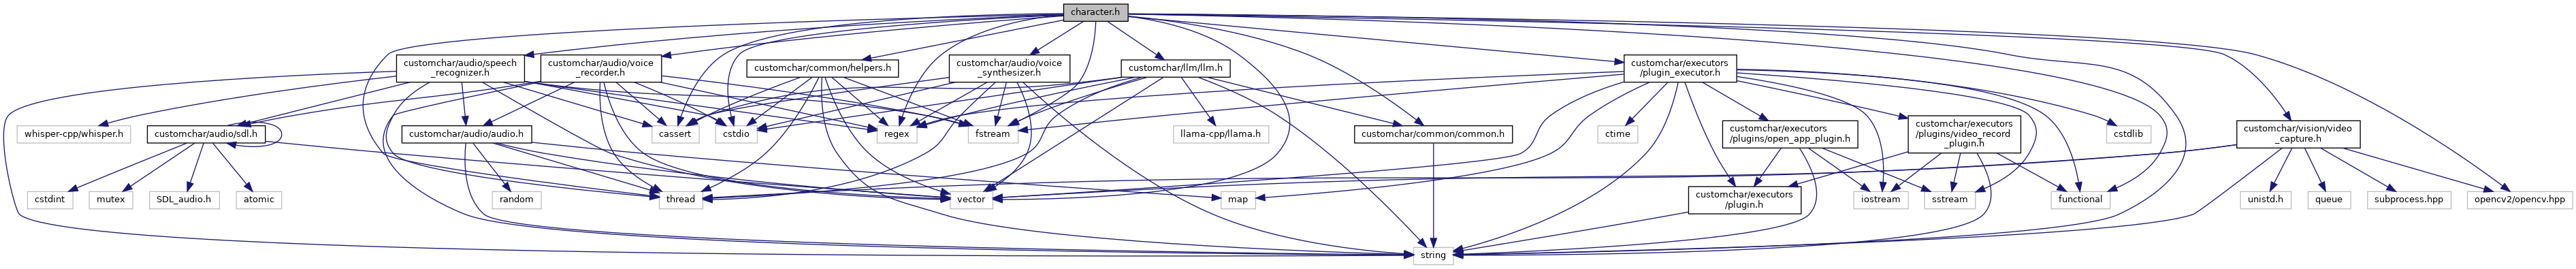 character.h
customchar/audio/speech
_recognizer.h
customchar/audio/voice
_recorder.h
customchar/common/helpers.h
customchar/audio/voice
_synthesizer.h
customchar/llm/llm.h
customchar/executors
/plugin_executor.h
whisper-cpp/whisper.h
customchar/audio/sdl.h
customchar/audio/audio.h
cassert
cstdio
regex
fstream
llama-cpp/llama.h
customchar/common/common.h
ctime
customchar/executors
/plugins/open_app_plugin.h
customchar/executors
/plugins/video_record
_plugin.h
cstdlib
customchar/vision/video
_capture.h
cstdint
mutex
SDL_audio.h
atomic
random
thread
vector
map
customchar/executors
/plugin.h
iostream
sstream
functional
unistd.h
queue
subprocess.hpp
opencv2/opencv.hpp
string